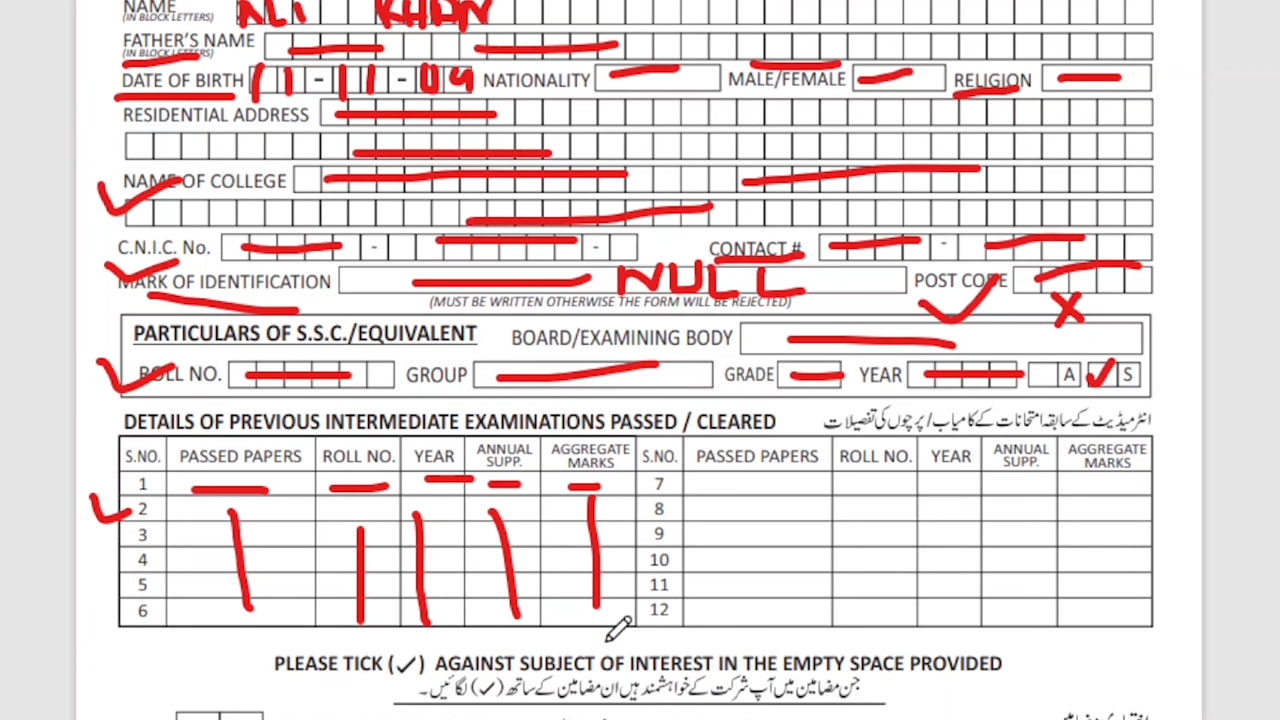 NAME ALI KHAN
(IN BLOCK LETTERS)
FATHER'S NAME
(IN BLOCK LETTERS)
DATE OF BIRTH 11 - 11 - 09 NATIONALITY MALE/FEMALE RELIGION
RESIDENTIAL ADDRESS
NAME OF COLLEGE
C.N.I.C. No. - - CONTACT # -
MARK OF IDENTIFICATION NULL POST CODE
(MUST BE WRITTEN OTHERWISE THE FORM WILL BE REJECTED) X
PARTICULARS OF S.S.C./EQUIVALENT BOARD/EXAMINING BODY
ROLL NO. GROUP GRADE YEAR A ✓ S
DETAILS OF PREVIOUS INTERMEDIATE EXAMINATIONS PASSED / CLEARED انٹرمیڈیٹ کے سابقہ امتحانات کے کامیاب / پرچوں کی تفصیلات
S.NO. PASSED PAPERS ROLL NO. YEAR ANNUAL SUPP. AGGREGATE MARKS S.NO. PASSED PAPERS ROLL NO. YEAR ANNUAL SUPP. AGGREGATE MARKS
1 7
2 8
3 9
4 10
5 11
6 12
PLEASE TICK (✓) AGAINST SUBJECT OF INTEREST IN THE EMPTY SPACE PROVIDED
جن مضامین میں آپ شرکت کے خواہشمند ہیں ان مضامین کے ساتھ (✓) لگائیں۔